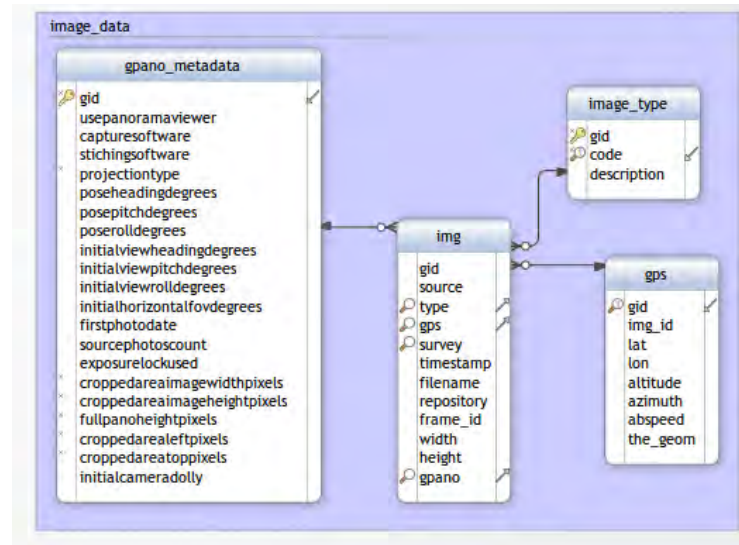 image_data
gpano_metadata
gid
usepanoramaviewer
capturesoftware
stichingsoftware
projectiontype
poseheadingdegrees
posepitchdegrees
poserolldegrees
initialviewheadingdegrees
initialviewpitchdegrees
initialviewrolldegrees
initialhorizontalfovdegrees
firstphotodate
sourcephotoscount
exposurelockused
croppedareaimagewidthpixels
croppedareaimageheightpixels
fullpanoheightpixels
croppedarealeftpixels
croppedareatoppixels
initialcameradolly
img
gid
source
type
gps
survey
timestamp
filename
repository
frame_id
width
height
gpano
image_type
gid
code
description
gps
gid
img_id
lat
lon
altitude
azimuth
abspeed
the_geom